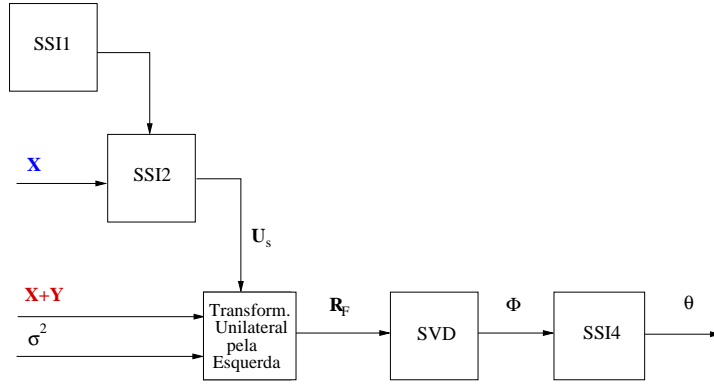 SSI1
X
SSI2
U_s
X+Y
σ²
Transform.
Unilateral
pela
Esquerda
R_F
SVD
Φ
SSI4
θ